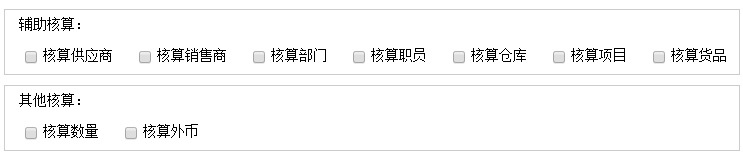 辅助核算：
核算供应商 核算销售商 核算部门 核算职员 核算仓库 核算项目 核算货品
其他核算：
核算数量 核算外币